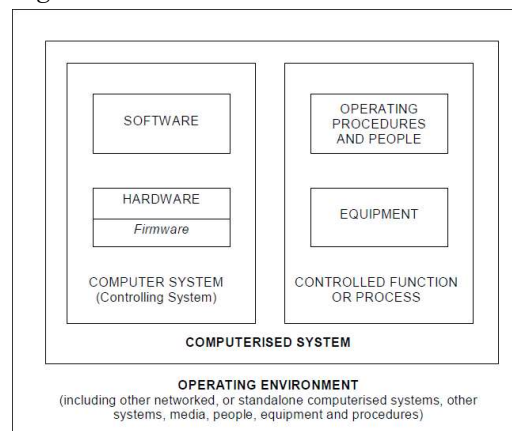 SOFTWARE
HARDWARE
Firmware
COMPUTER SYSTEM
(Controlling System)
OPERATING
PROCEDURES
AND PEOPLE
EQUIPMENT
CONTROLLED FUNCTION
OR PROCESS
COMPUTERISED SYSTEM
OPERATING ENVIRONMENT
(including other networked, or standalone computerised systems, other
systems, media, people, equipment and procedures)